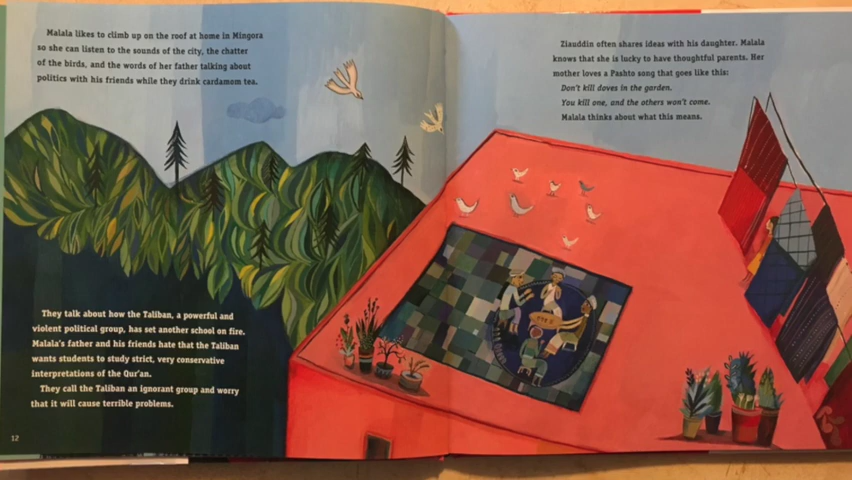 Malala likes to climb up on the roof at home in Mingora
so she can listen to the sounds of the city, the chatter
of the birds, and the words of her father talking about
politics with his friends while they drink cardamom tea.
They talk about how the Taliban, a powerful and
violent political group, has set another school on fire.
Malala's father and his friends hate that the Taliban
wants students to study strict, very conservative
interpretations of the Qur'an.
They call the Taliban an ignorant group and worry
that it will cause terrible problems.
12
Ziauddin often shares ideas with his daughter. Malala
knows that she is lucky to have thoughtful parents. Her
mother loves a Pashto song that goes like this:
Don't kill doves in the garden.
You kill one, and the others won't come.
Malala thinks about what this means.